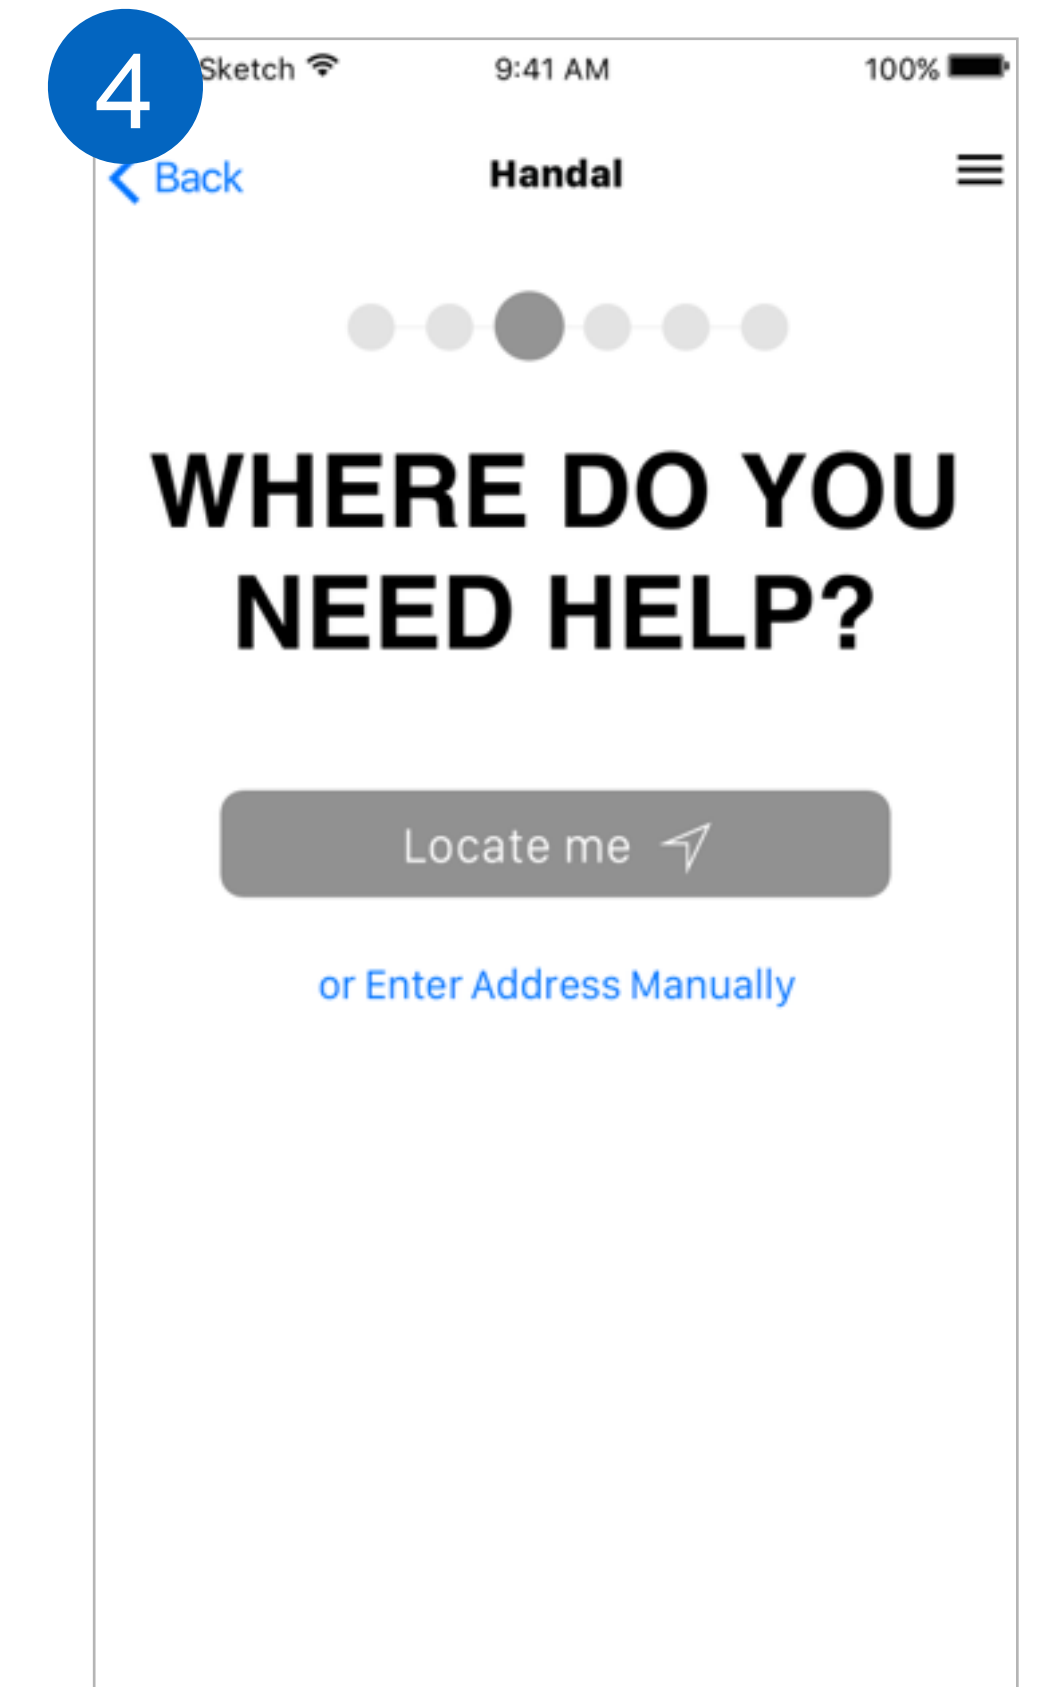 4
Sketch 9:41 AM 100%
Back Handal
WHERE DO YOU
NEED HELP?
Locate me
or Enter Address Manually